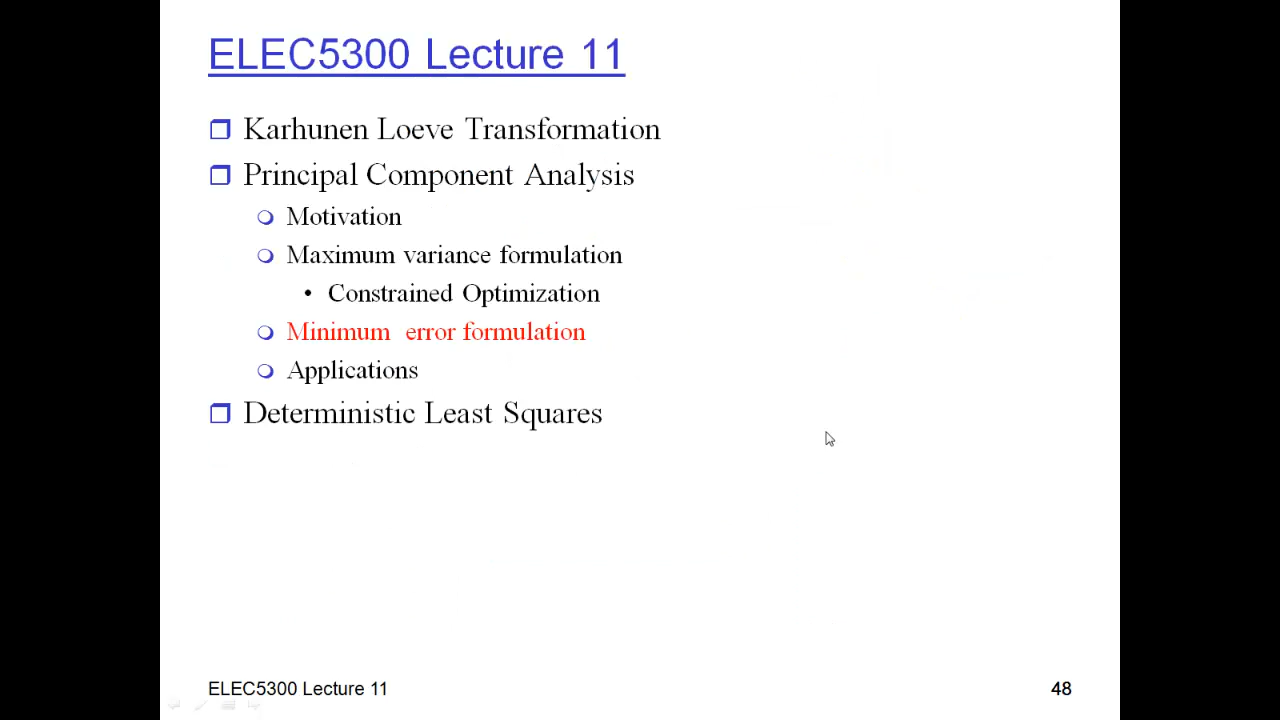 ELEC5300 Lecture 11
Karhunen Loeve Transformation
Principal Component Analysis
Motivation
Maximum variance formulation
• Constrained Optimization
Minimum error formulation
Applications
Deterministic Least Squares
ELEC5300 Lecture 11
48